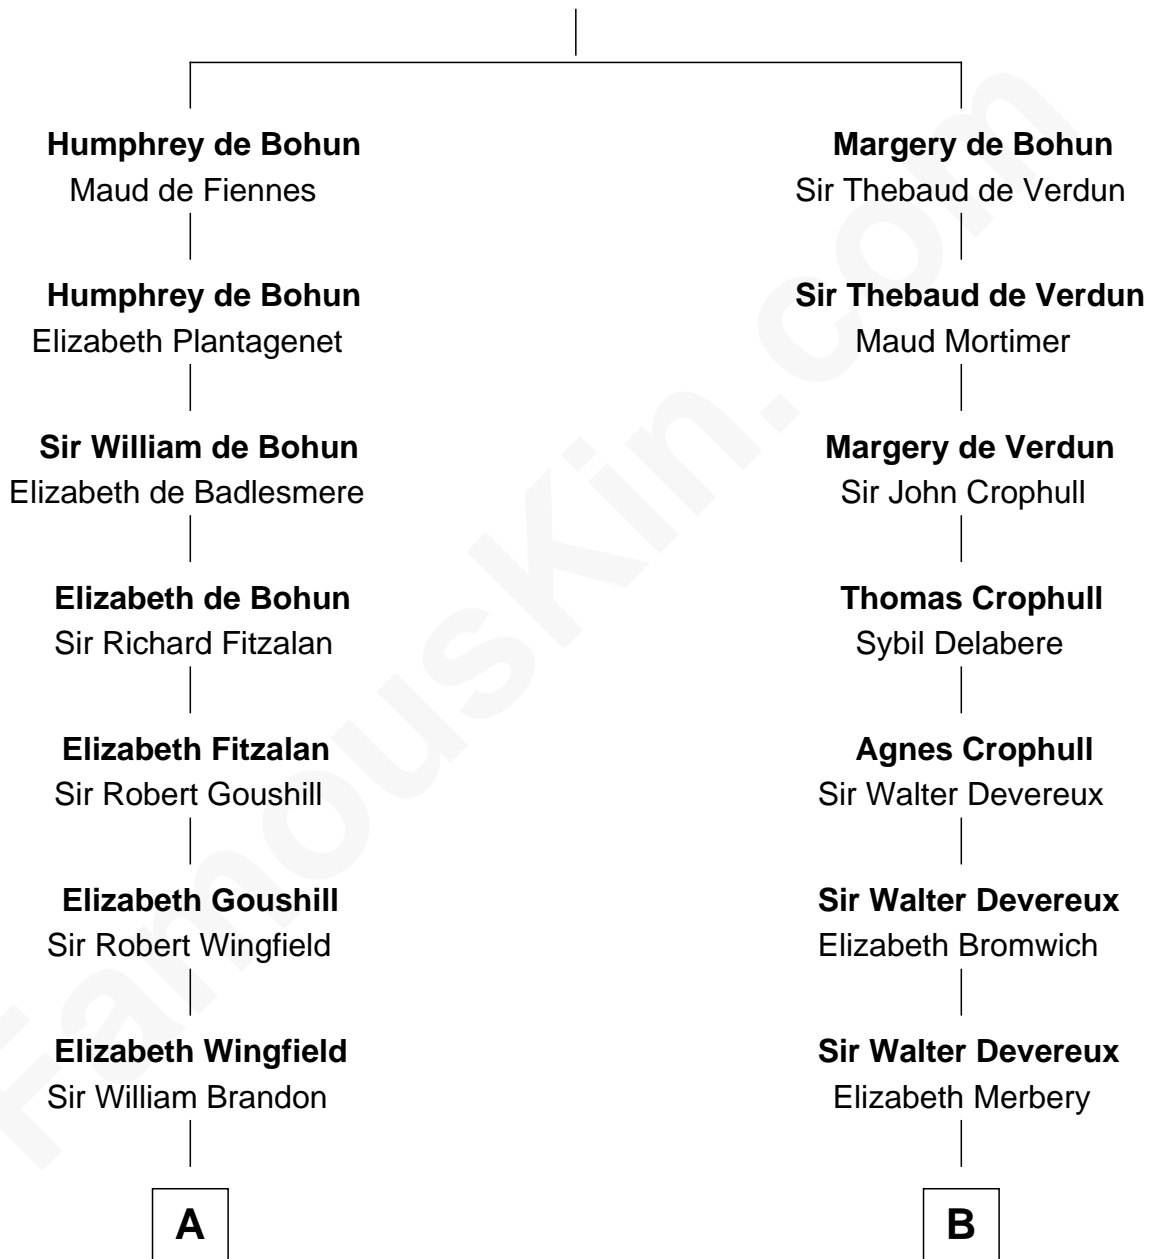 Humphrey de Bohun
Maud de Fiennes
Humphrey de Bohun
Elizabeth Plantagenet
Sir William de Bohun
Elizabeth de Badlesmere
Elizabeth de Bohun
Sir Richard Fitzalan
Elizabeth Fitzalan
Sir Robert Goushill
Elizabeth Goushill
Sir Robert Wingfield
Elizabeth Wingfield
Sir William Brandon
A
Margery de Bohun
Sir Thebaud de Verdun
Sir Thebaud de Verdun
Maud Mortimer
Margery de Verdun
Sir John Crophull
Thomas Crophull
Sybil Delabere
Agnes Crophull
Sir Walter Devereux
Sir Walter Devereux
Elizabeth Bromwich
Sir Walter Devereux
Elizabeth Merbery
B
FamousKin.com